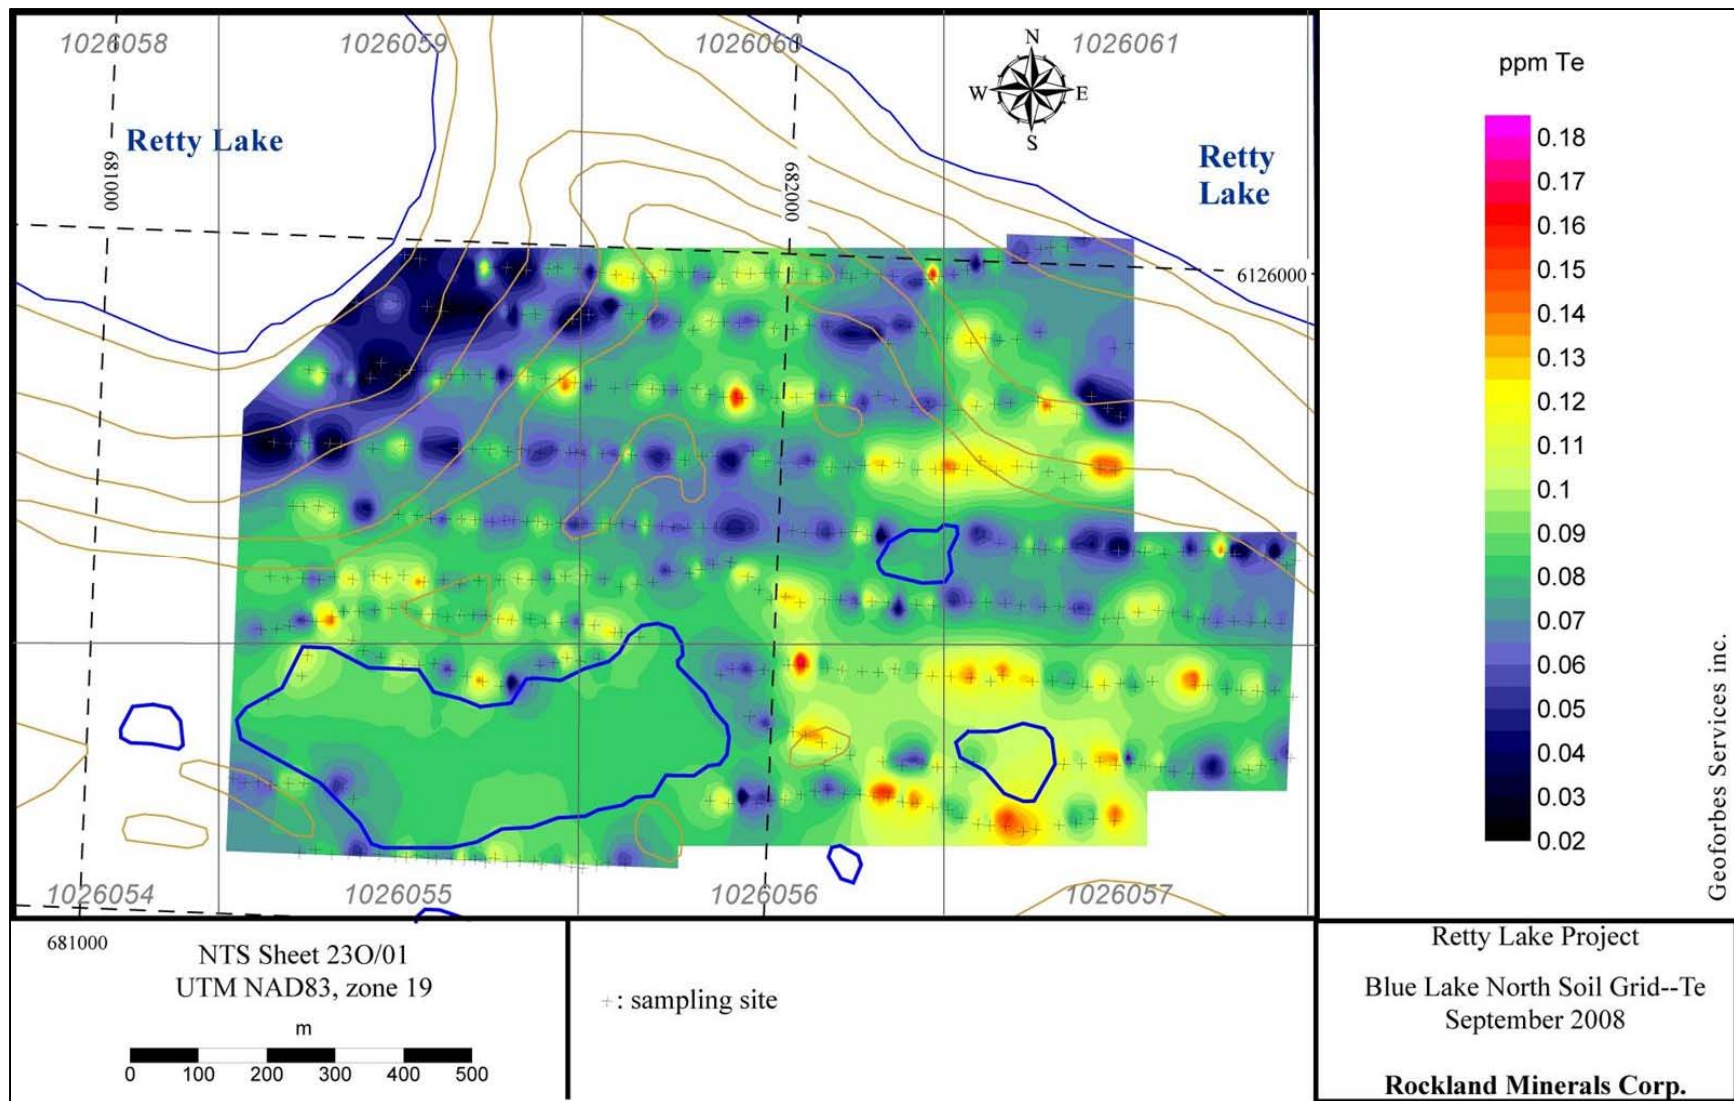 1026058
1026059
1026060
1026061
N
W
E
S
Retty Lake
Retty
Lake
681000
682000
6126000
1026054
1026055
1026056
1026057
ppm Te
0.18
0.17
0.16
0.15
0.14
0.13
0.12
0.11
0.1
0.09
0.08
0.07
0.06
0.05
0.04
0.03
0.02
Geoforbes Services inc.
681000
NTS Sheet 23O/01
UTM NAD83, zone 19
m
0 100 200 300 400 500
+: sampling site
Retty Lake Project
Blue Lake North Soil Grid--Te
September 2008
Rockland Minerals Corp.